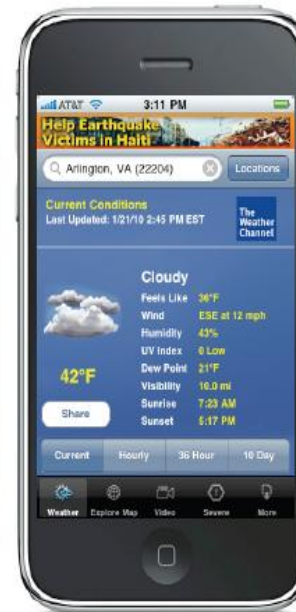 AT&T 3:11 PM
Help Earthquake
Victims in Haiti
Arlington, VA (22204) Locations
Current Conditions
Last Updated: 1/21/10 2:45 PM EST
The
Weather
Channel
Cloudy
Feels Like 36°F
Wind ESE at 12 mph
Humidity 43%
UV Index 0 Low
Dew Point 21°F
Visibility 10.0 mi
Sunrise 7:23 AM
Sunset 5:17 PM
42°F
Share
Current Hourly 36 Hour 10 Day
Weather Explore Map Video Severe More